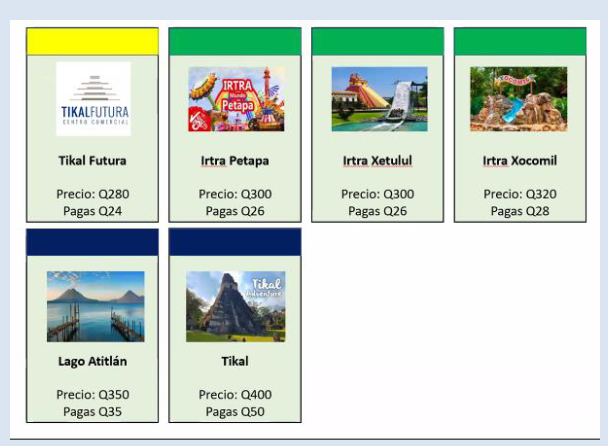 TIKALFUTURA
CENTRO COMERCIAL
Tikal Futura
Precio: Q280
Pagas Q24
IRTRA
Mundo
Petapa
Irtra Petapa
Precio: Q300
Pagas Q26
Irtra Xetulul
Precio: Q300
Pagas Q26
XOCOMIL
Irtra Xocomil
Precio: Q320
Pagas Q28
Lago Atitlán
Precio: Q350
Pagas Q35
Tikal
Adventure
Tikal
Precio: Q400
Pagas Q50